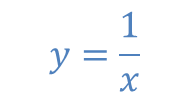 y = 1/x